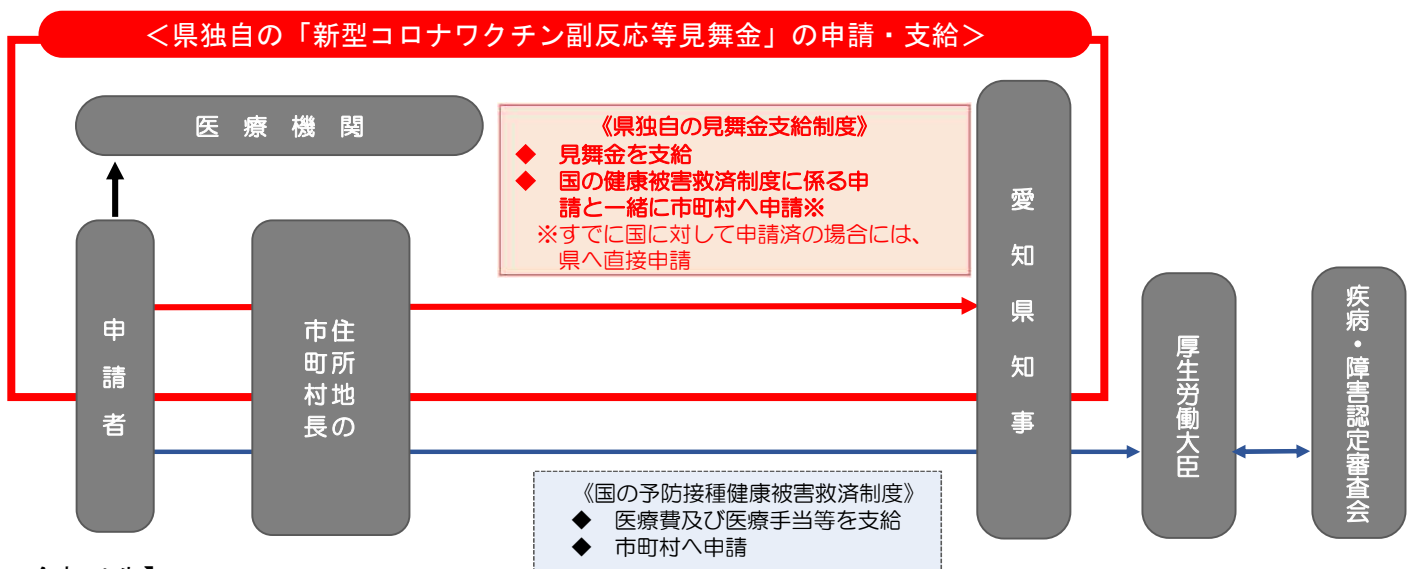 ＜県独自の「新型コロナワクチン副反応等見舞金」の申請・支給＞
医療機関
《県独自の見舞金支給制度》
◆ 見舞金を支給
◆ 国の健康被害救済制度に係る申
請と一緒に市町村へ申請※
※すでに国に対して申請済の場合には、
県へ直接申請
申請者
住所地の
市町村長
愛知県知事
厚生労働大臣
疾病・障害認定審査会
《国の予防接種健康被害救済制度》
◆ 医療費及び医療手当等を支給
◆ 市町村へ申請